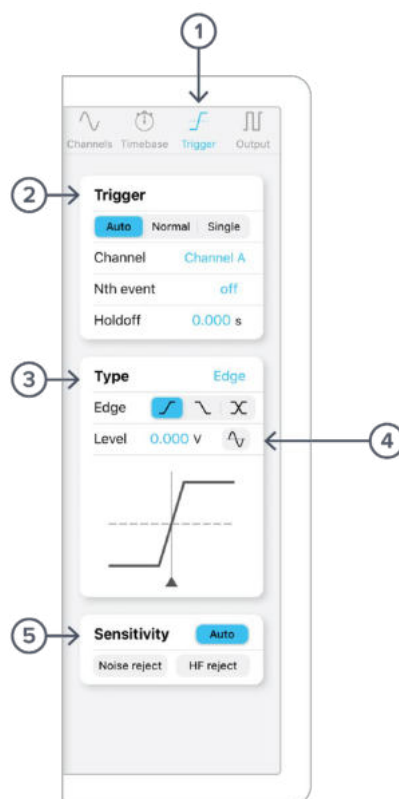 1
Channels Timebase Trigger Output
2
Trigger
Auto Normal Single
Channel Channel A
Nth event off
Holdoff 0.000 s
3
Type Edge
Edge
Level 0.000 V
4
5
Sensitivity Auto
Noise reject HF reject